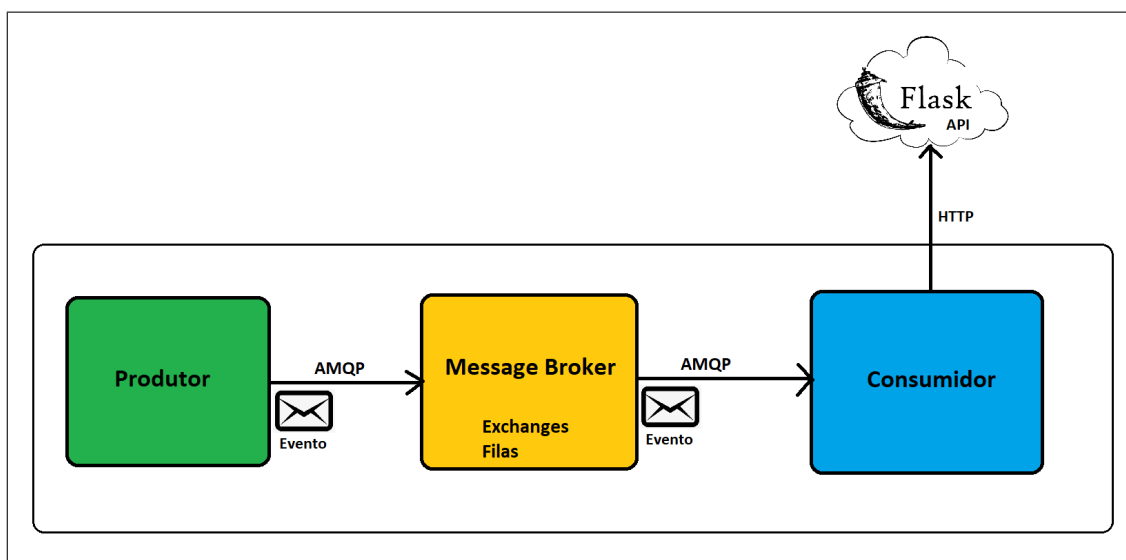 Flask
API
HTTP
Produtor
AMQP
Evento
Message Broker
Exchanges
Filas
AMQP
Evento
Consumidor